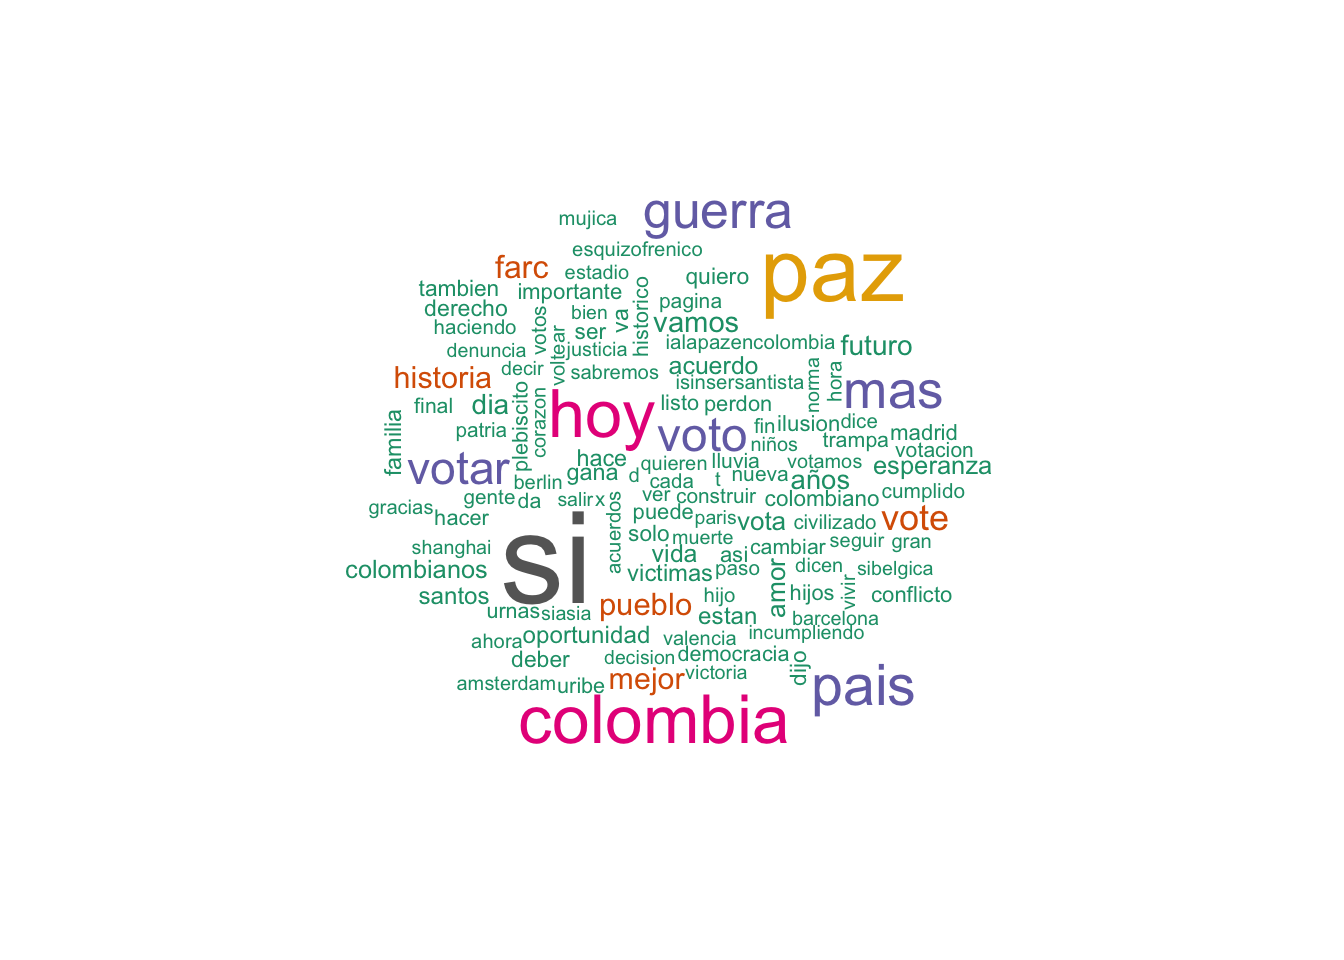 guerra
mujica
paz
esquizofrenico
farc
estadio
quiero
tambien
importante
historico
pagina
derecho
bien
va
vamos
haciendo
votos
ser
ialapazencolombia
futuro
denuncia
voltear
justicia
acuerdo
historia
decir
sabremos
isinsersantista
norma
hora
mas
final
dia
plebiscito
corazon
hoy
listo
perdon
familia
patria
voto
fin
ilusion
dice
niños
trampa
madrid
votacion
votar
hace
quieren
lluvia
votamos
esperanza
berlin
gana
d
cada
t
nueva
años
gracias
gente
da
salir
x
ver
construir
colombiano
cumplido
hacer
acuerdos
puede
paris
vota
civilizado
vote
shanghai
si
solo
muerte
asi
cambiar
seguir
gran
colombianos
vida
victimas
paso
amor
dicen
sibelgica
santos
hijo
hijos
vivir
conflicto
urnas
siasia
pueblo
estan
barcelona
ahora
oportunidad
valencia
incumpliendo
deber
decision
democracia
dijo
amsterdam
uribe
mejor
victoria
pais
colombia